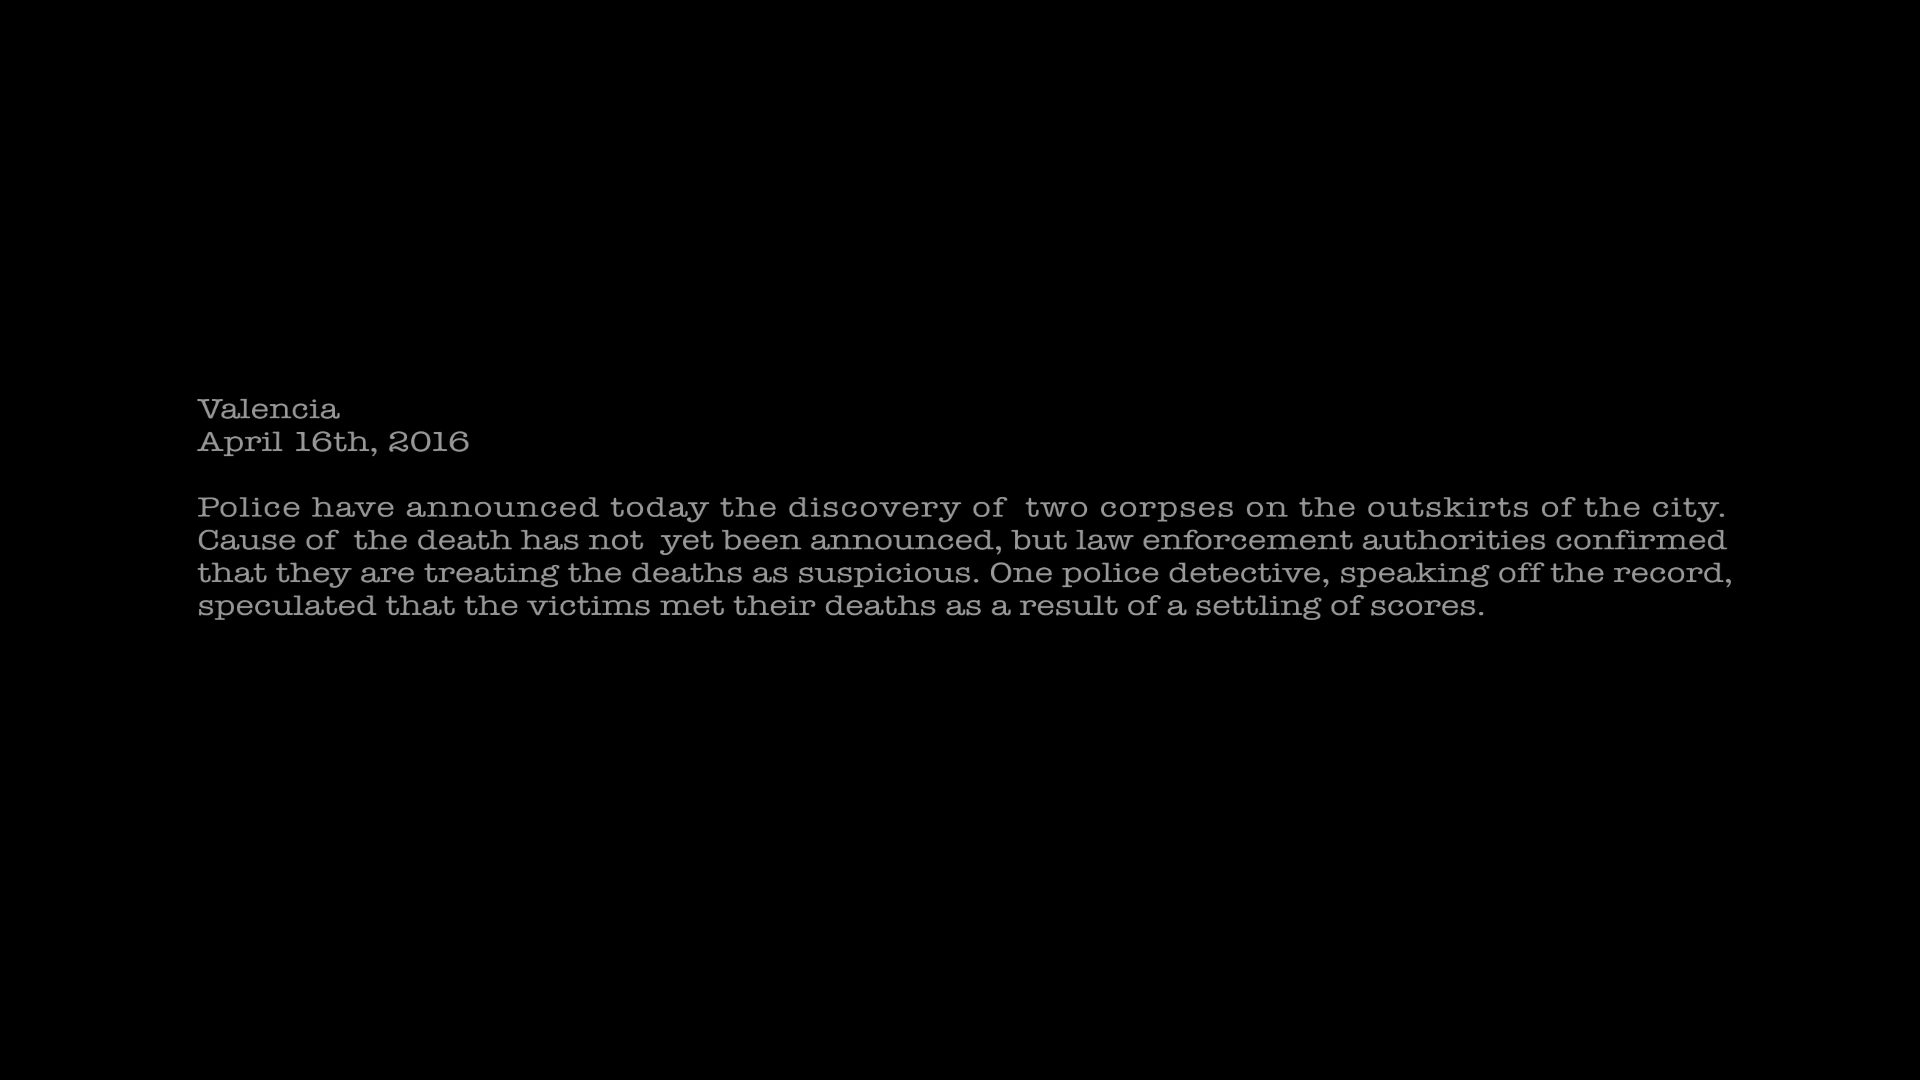 Valencia
April 16th, 2016
Police have announced today the discovery of  two corpses on the outskirts of the city.
Cause of  the death has not  yet been announced, but law enforcement authorities confirmed
that they are treating the deaths as suspicious. One police detective, speaking off the record,
speculated that the victims met their deaths as a result of a settling of scores.